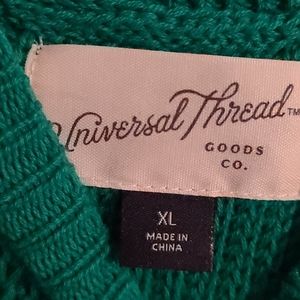 Universal Thread™
GOODS
CO.
XL
MADE IN
CHINA